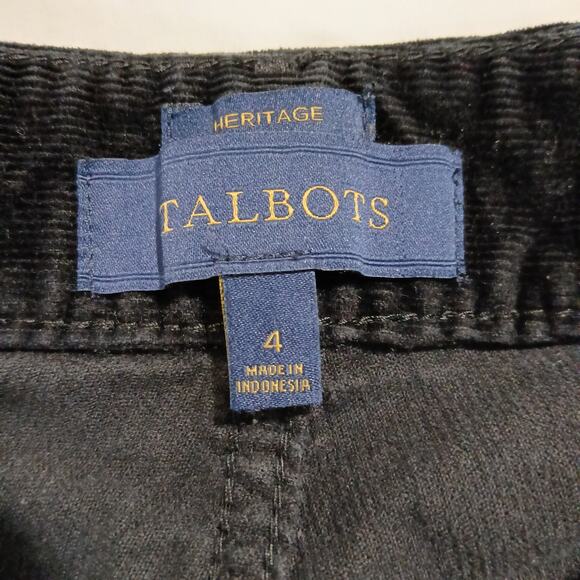 HERITAGE
TALBOTS
4
MADE IN
INDONESIA